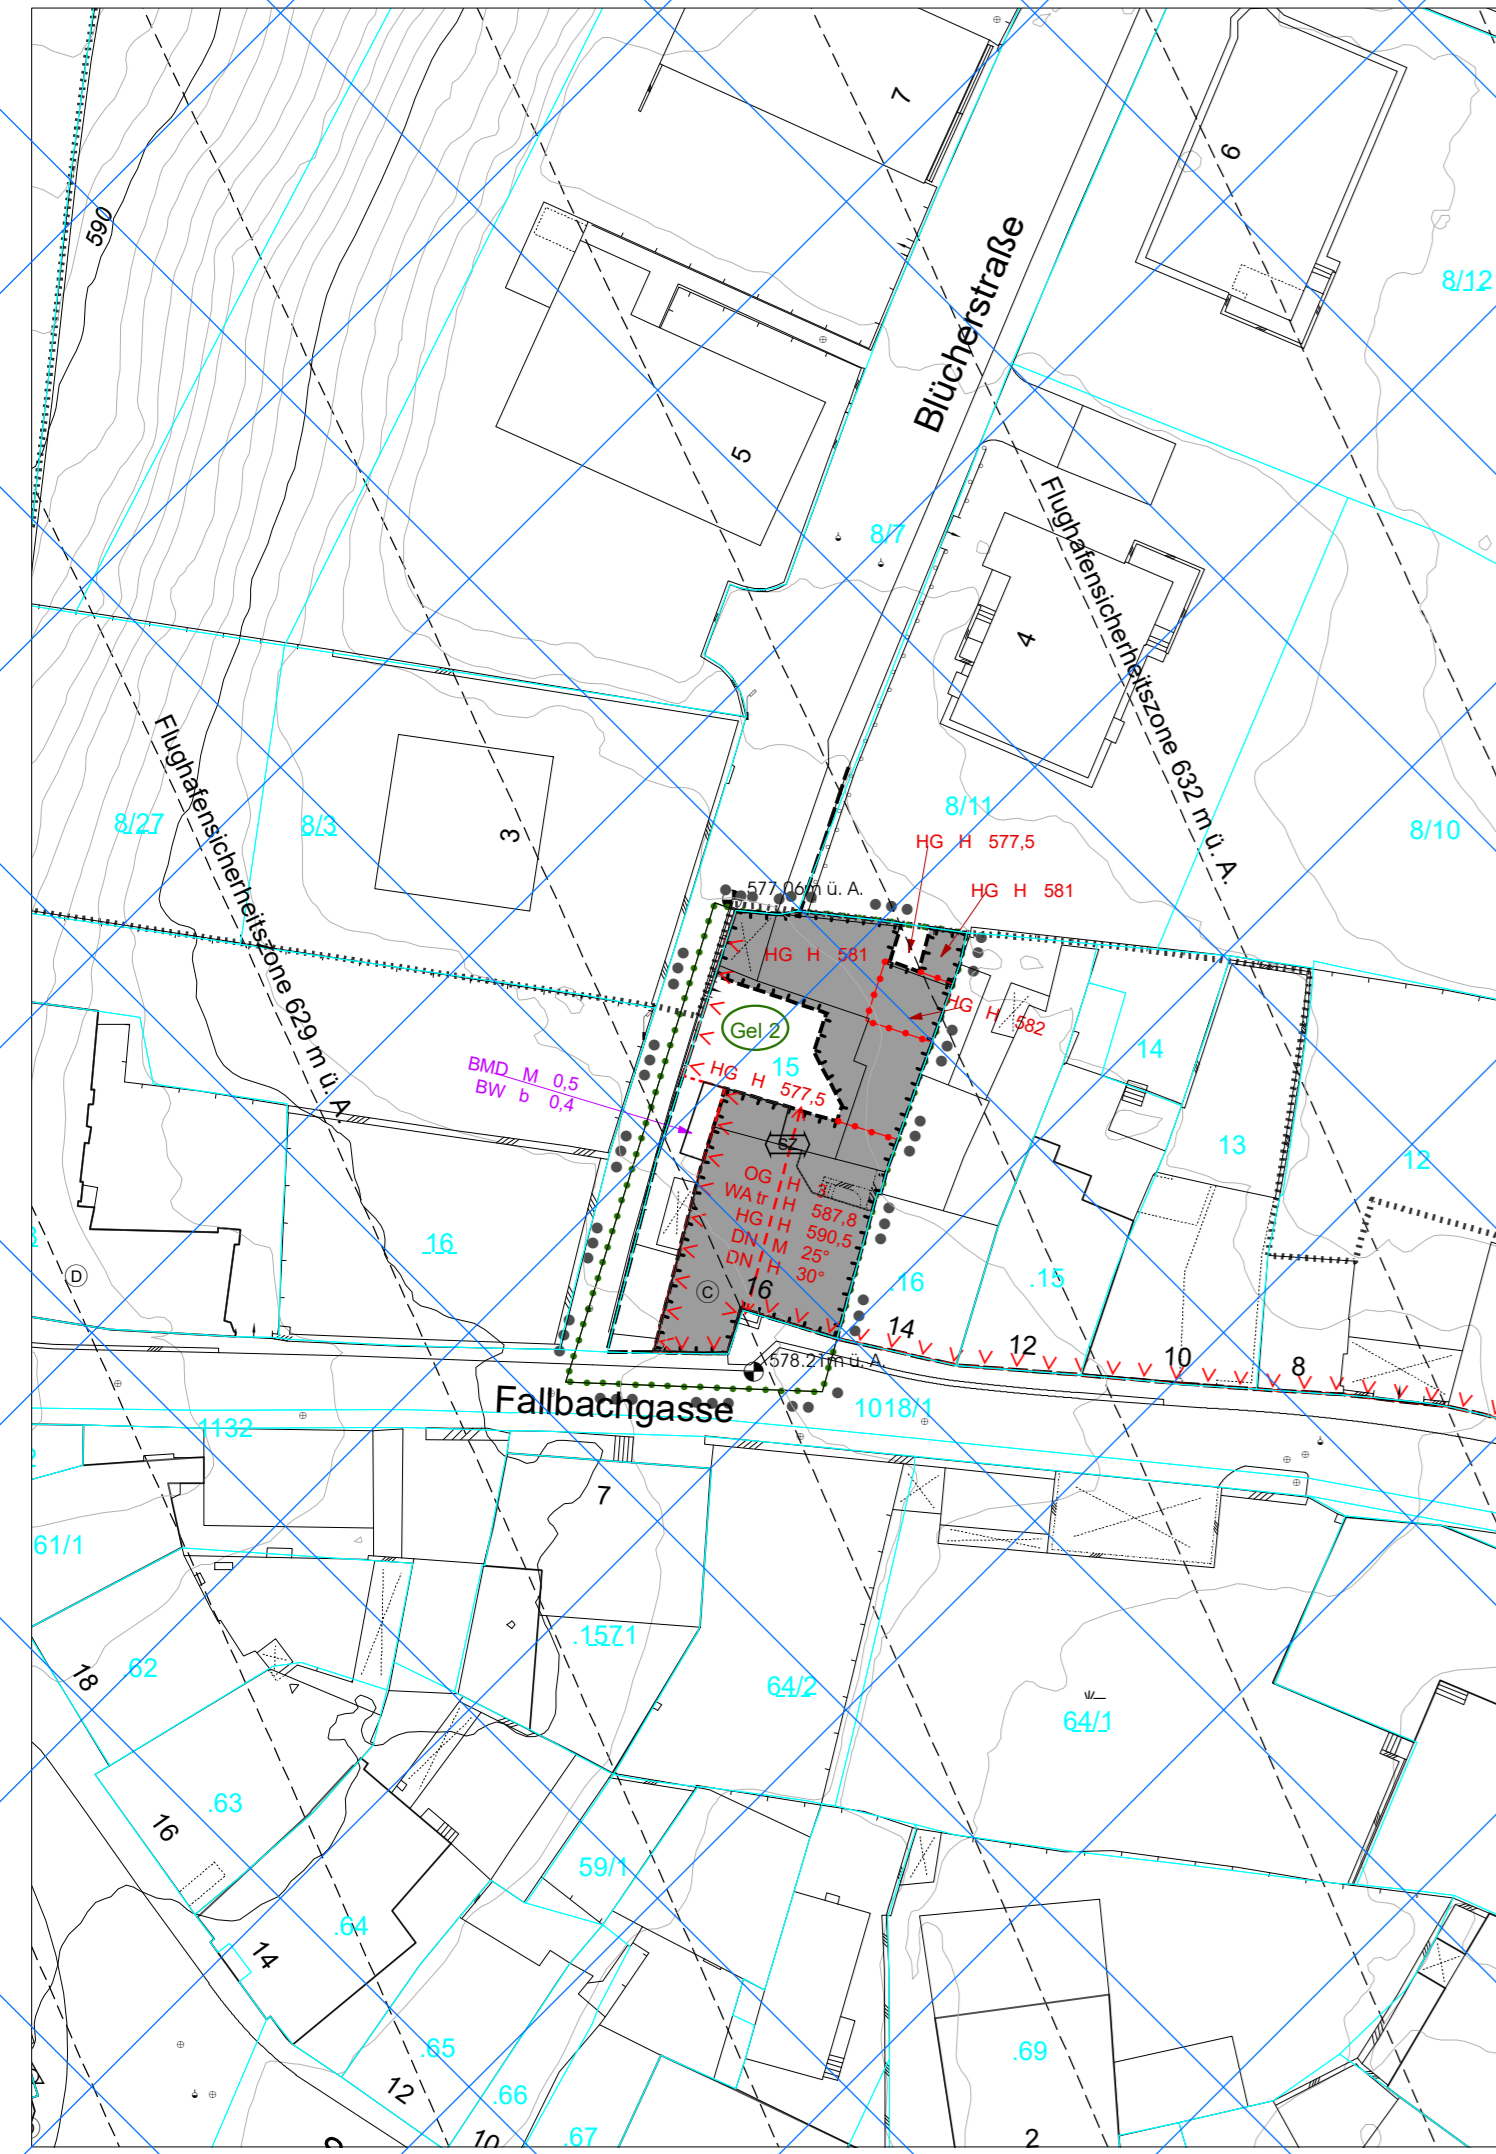 590
7
6
8/12
Blücherstraße
5
8/7
Flughafensicherheitszone 632 m ü. A.
4
Flughafensicherheitszone 629 m ü. A.
8/27
8/3
3
8/11
8/10
HG H 577,5
577.06m ü. A.
HG H 581
HG H 581
HG H 582
Gel 2
15
14
BMD M 0,5
BW b 0,4
HG H 577,5
13
12
SZ
OG H 3
WA tr H 587,8
HG H 590,5
DN M 25°
DN H 30°
16
D
C
16
.16
.15
14
12
10
8
578.21m ü. A.
Fallbachgasse
1018/1
1132
7
61/1
.1571
.62
18
64/2
64/1
.63
16
59/1
.64
14
.65
12
.66
.69
.67
10
2